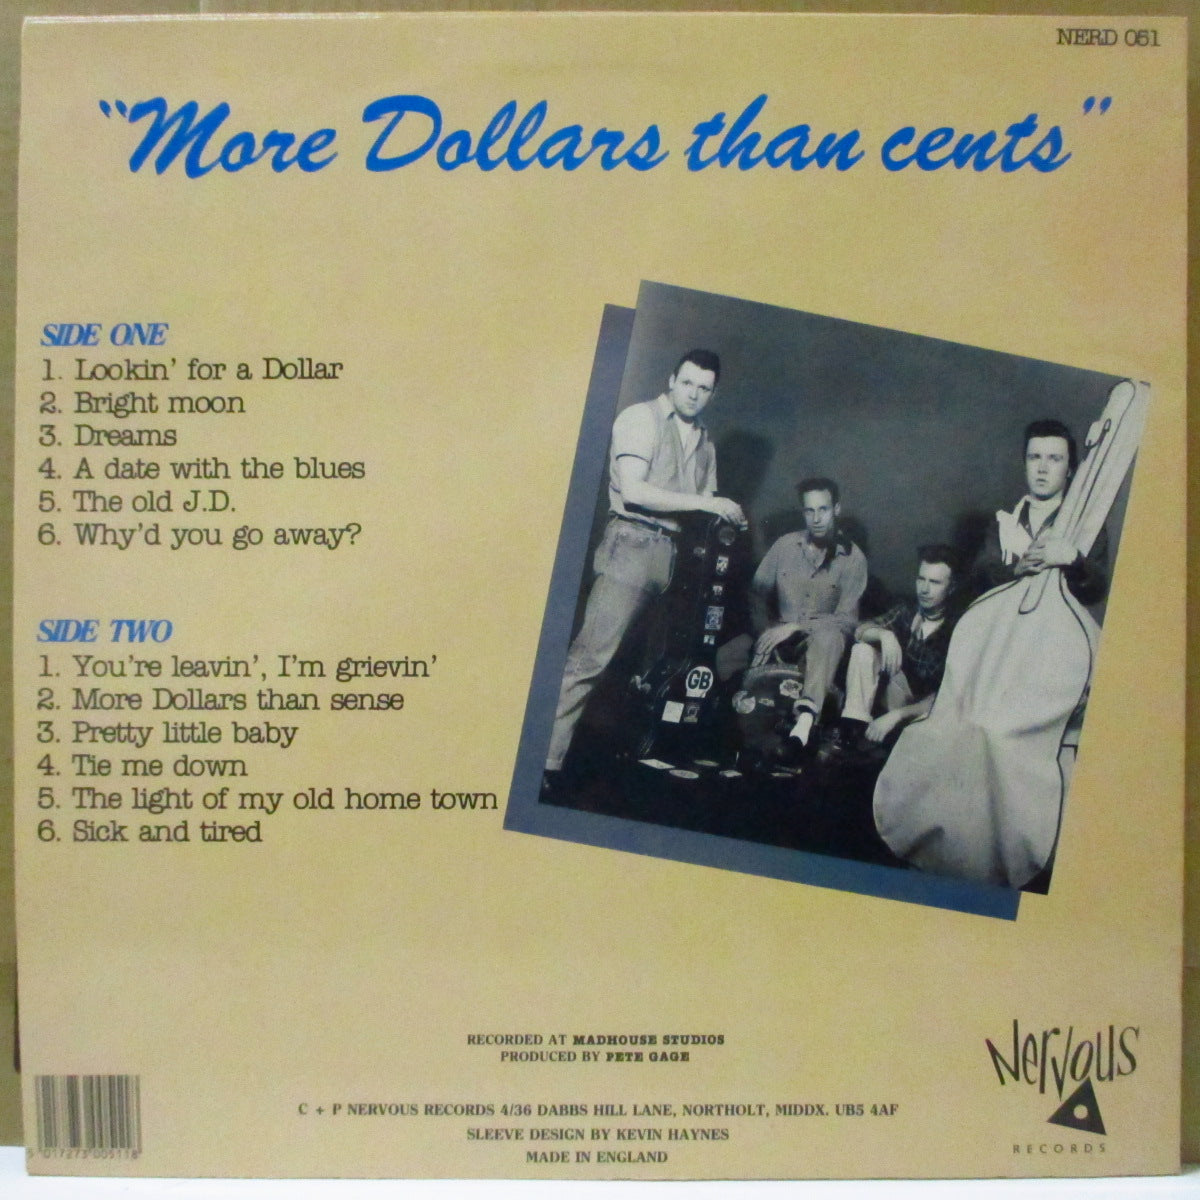 NERD 051
"More Dollars than cents"
SIDE ONE
1. Lookin' for a Dollar
2. Bright moon
3. Dreams
4. A date with the blues
5. The old J.D.
6. Why'd you go away?
SIDE TWO
1. You're leavin', I'm grievin'
2. More Dollars than sense
3. Pretty little baby
4. Tie me down
5. The light of my old home town
6. Sick and tired
GB
RECORDED AT MADHOUSE STUDIOS
PRODUCED BY PETE GAGE
Nervous
RECORDS
C + P NERVOUS RECORDS 4/36 DABBS HILL LANE, NORTHOLT, MIDDX. UB5 4AF
SLEEVE DESIGN BY KEVIN HAYNES
MADE IN ENGLAND
5 017273 005118